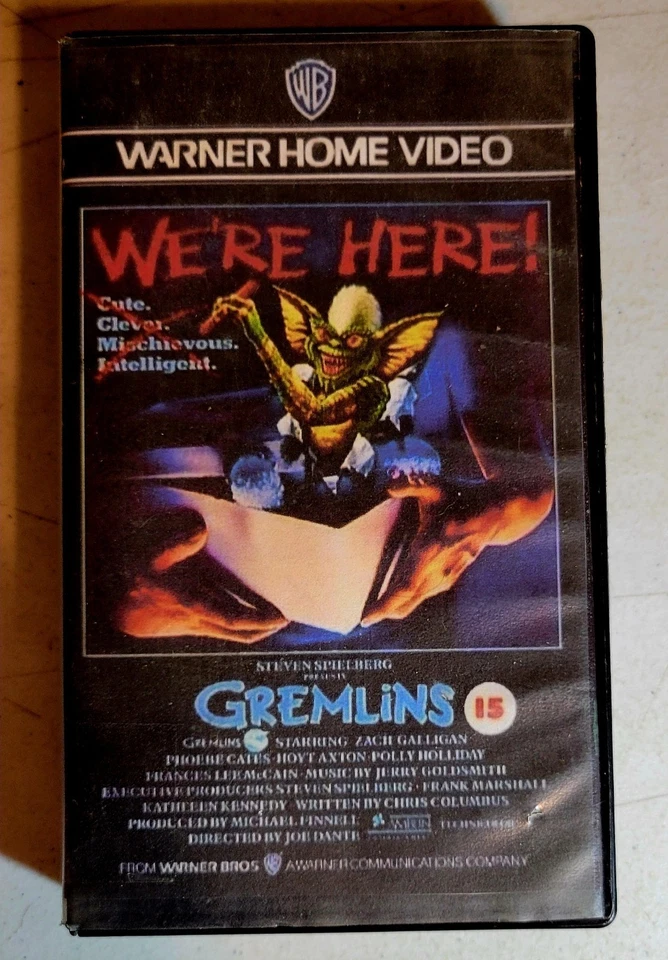 WB
WARNER HOME VIDEO
WE'RE HERE!
Cute.
Clever.
Mischievous.
Intelligent.
STEVEN SPIELBERG
PRESENTS
GREMLiNS 15
GREMLINS STARRING ZACH GALLIGAN
PHOEBE CATES · HOYT AXTON · POLLY HOLLIDAY
FRANCES LEE McCAIN · MUSIC BY JERRY GOLDSMITH
EXECUTIVE PRODUCERS STEVEN SPIELBERG · FRANK MARSHALL
KATHLEEN KENNEDY WRITTEN BY CHRIS COLUMBUS
PRODUCED BY MICHAEL FINNELL TECHNICOLOR
DIRECTED BY JOE DANTE
FROM WARNER BROS WB A WARNER COMMUNICATIONS COMPANY